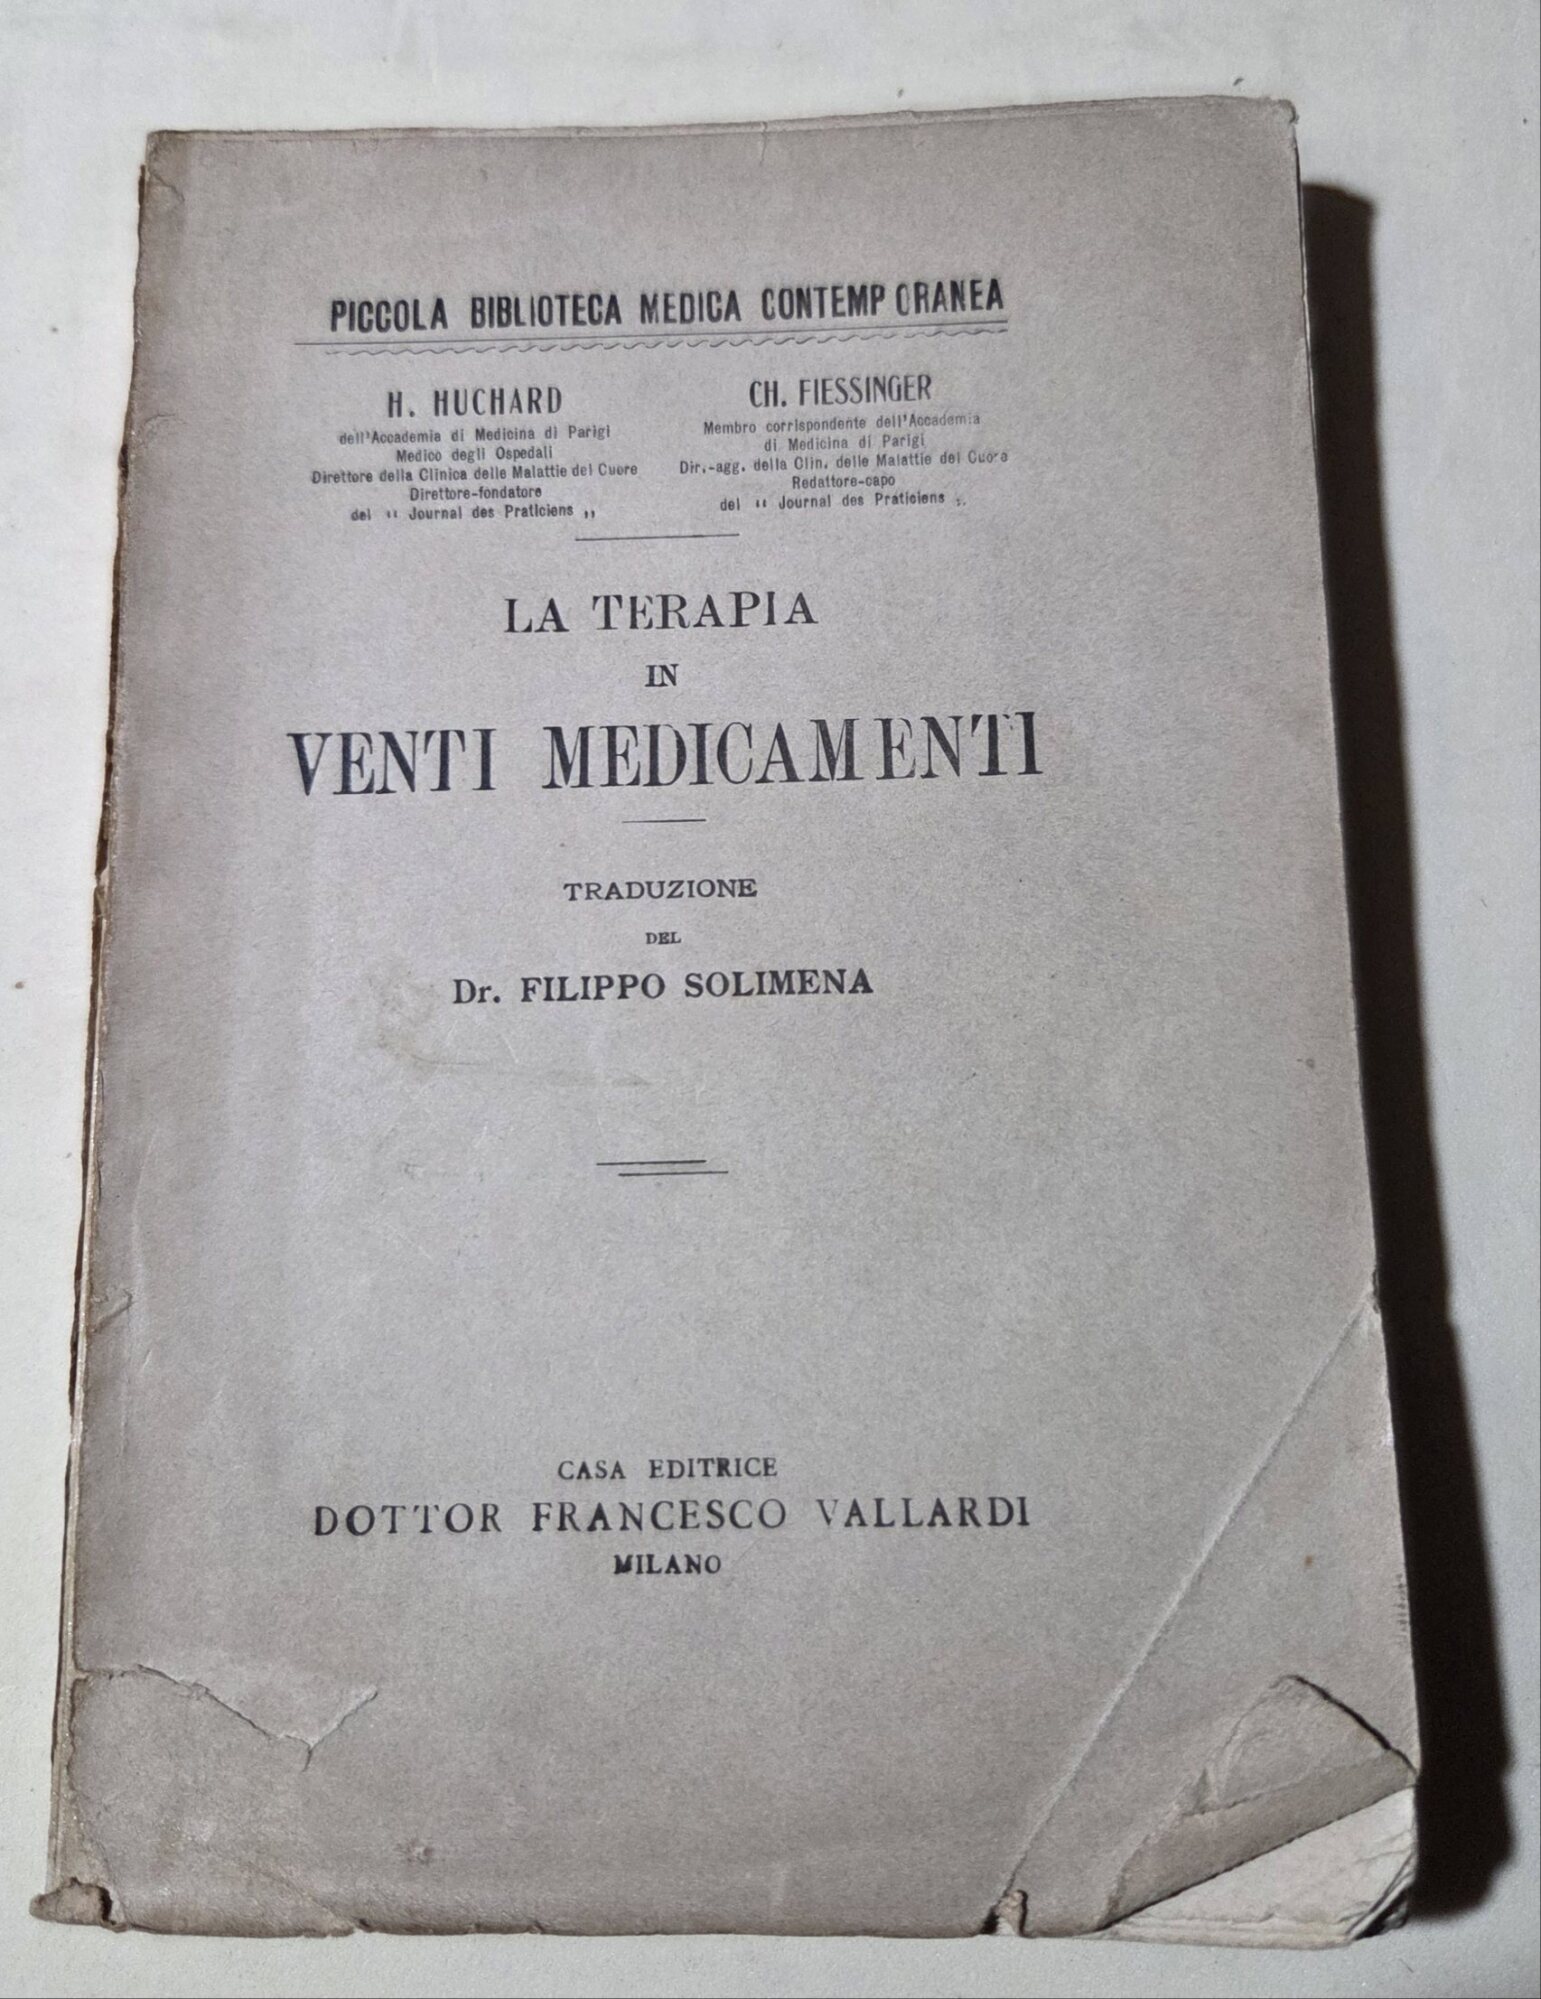 PICCOLA BIBLIOTECA MEDICA CONTEMPORANEA
H. HUCHARD
dell'Accademia di Medicina di Parigi
Medico degli Ospedali
Direttore della Clinica delle Malattie del Cuore
Direttore-fondatore
del “ Journal des Praticiens „
CH. FIESSINGER
Membro corrispondente dell'Accademia
di Medicina di Parigi
Dir.-agg. della Clin. delle Malattie del Cuore
Redattore-capo
del “ Journal des Praticiens „.
LA TERAPIA
IN
VENTI MEDICAMENTI
TRADUZIONE
DEL
Dr. FILIPPO SOLIMENA
CASA EDITRICE
DOTTOR FRANCESCO VALLARDI
MILANO